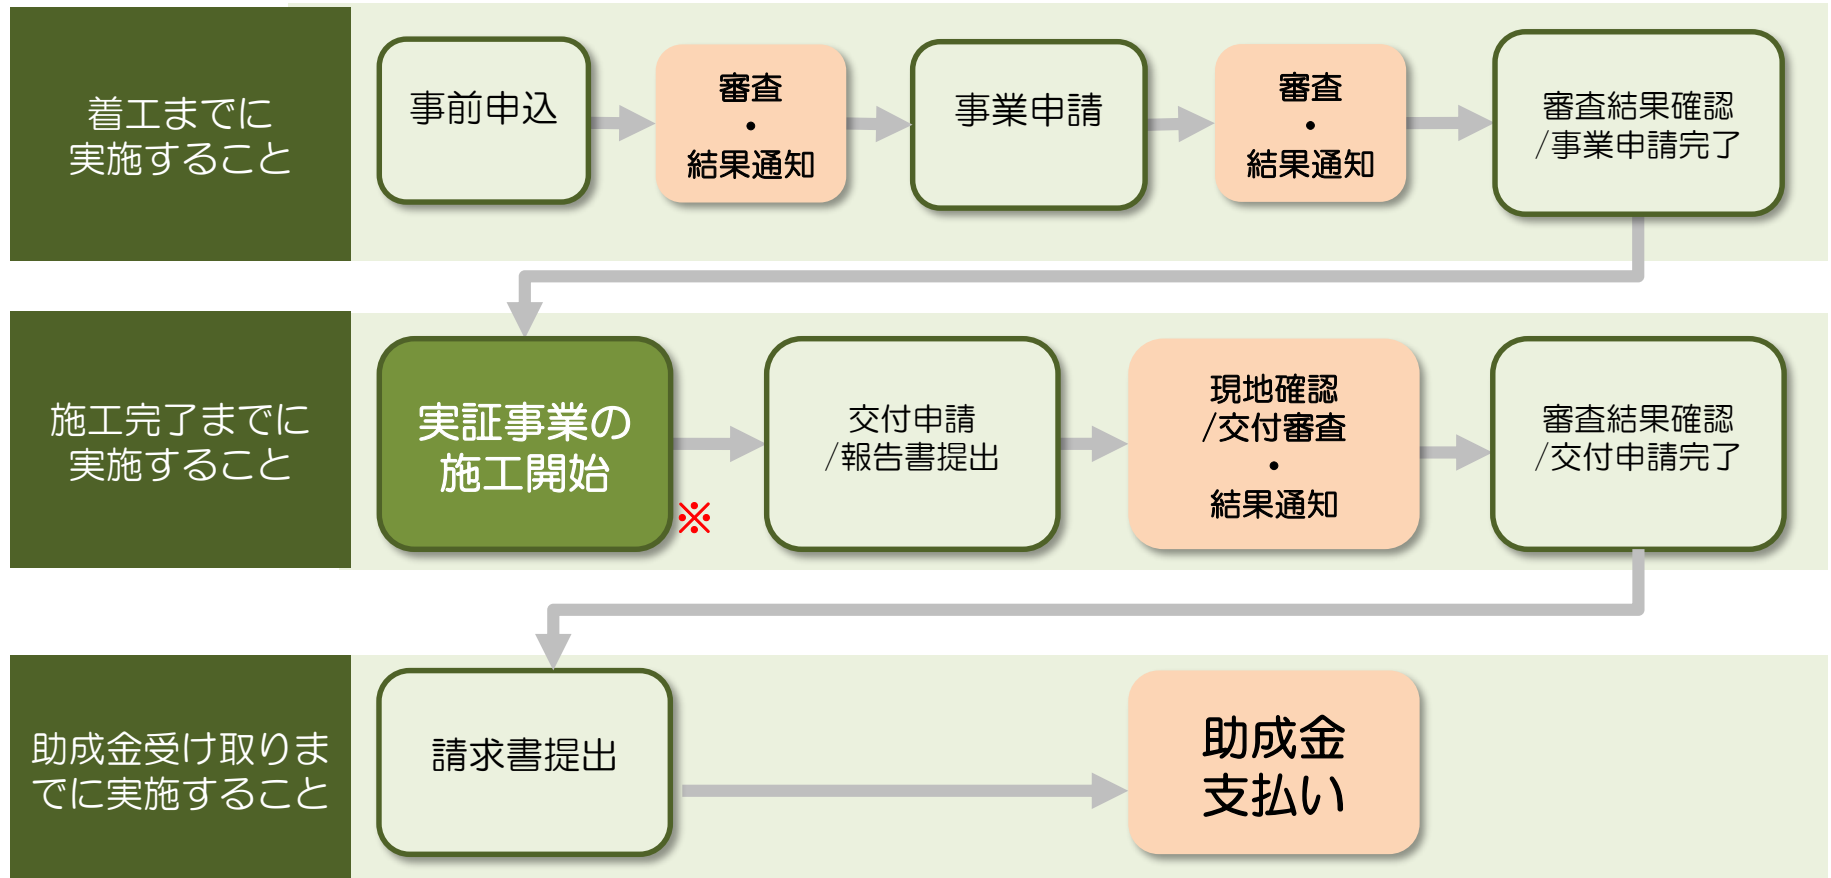 着工までに
実施すること
事前申込
審査
・
結果通知
事業申請
審査
・
結果通知
審査結果確認
/事業申請完了
施工完了までに
実施すること
実証事業の
施工開始
※
交付申請
/報告書提出
現地確認
/交付審査
・
結果通知
審査結果確認
/交付申請完了
助成金受け取りま
でに実施すること
請求書提出
助成金
支払い